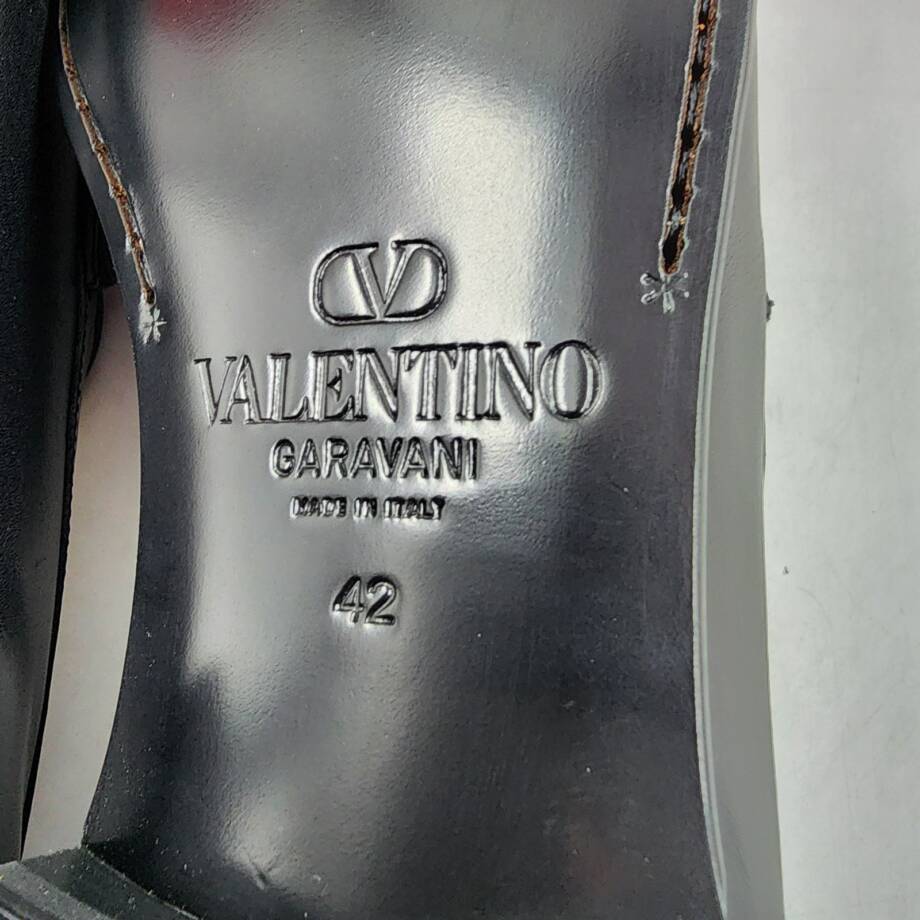 VALENTINO
GARAVANI
MADE IN ITALY
42